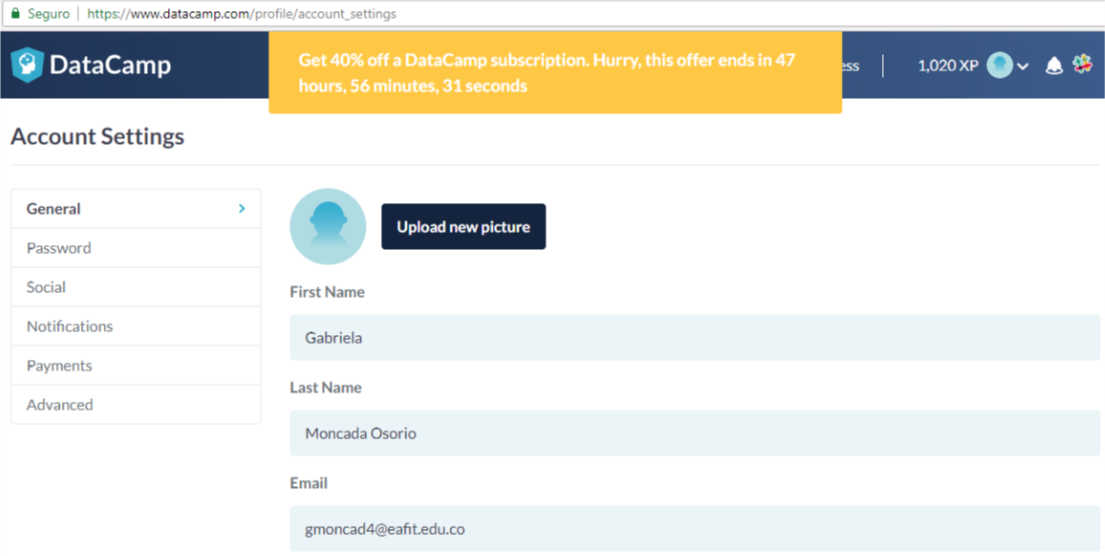 Seguro | https://www.datacamp.com/profile/account_settings
DataCamp
Get 40% off a DataCamp subscription. Hurry, this offer ends in 47
hours, 56 minutes, 31 seconds
1,020 XP
Account Settings
General
Password
Social
Notifications
Payments
Advanced
Upload new picture
First Name
Gabriela
Last Name
Moncada Osorio
Email
gmoncad4@eafit.edu.co